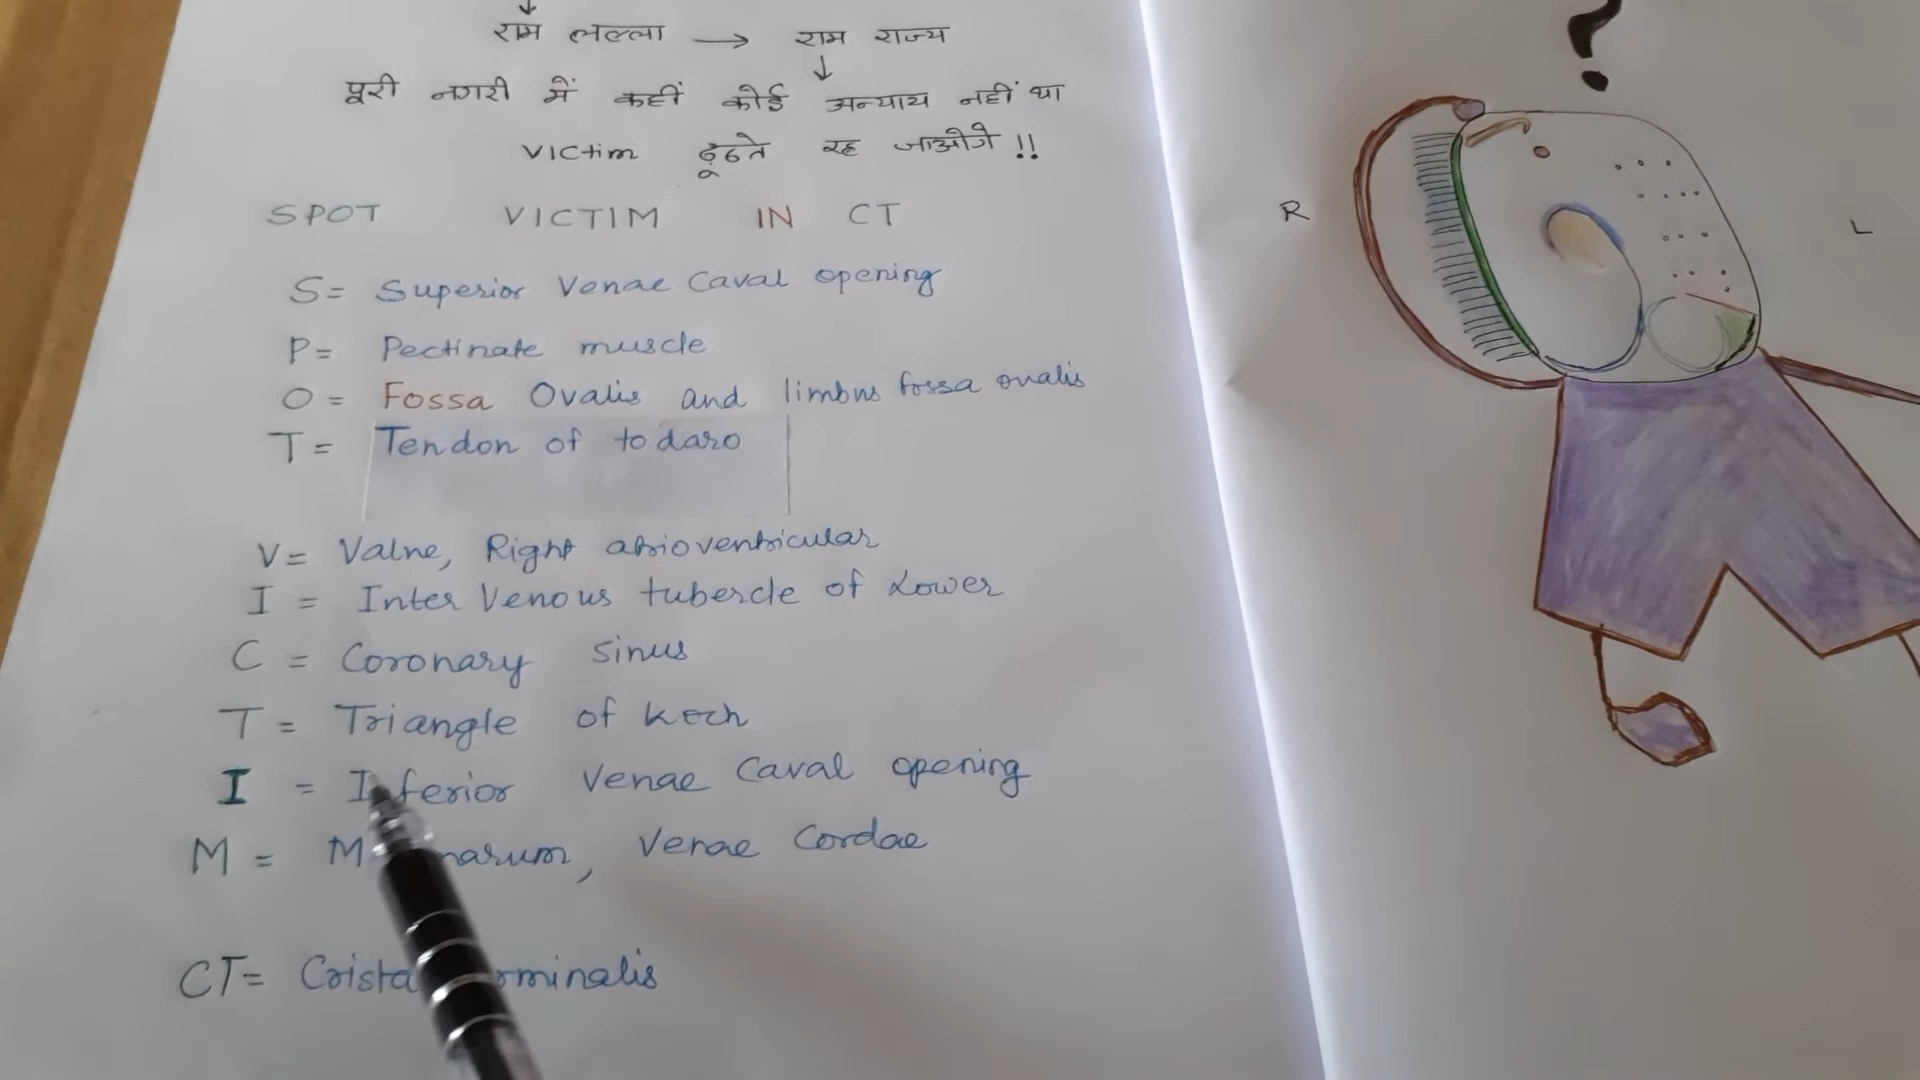 राम लल्ला → राम राज्य
पूरी नगरी में कहीं कोई अन्याय नहीं था
victim ढूंढते रह जाओगे !!
SPOT VICTIM IN CT
S= Superior Venae Caval opening
P= Pectinate muscle
O = Fossa Ovalis and limbus fossa ovalis
T= Tendon of todaro
V= Valve, Right atrioventricular
I = Inter Venous tubercle of Lower
C = Coronary sinus
T = Triangle of Koch
I = Inferior Venae Caval opening
M = Venae Cordae
CT= Crista
?
R
L